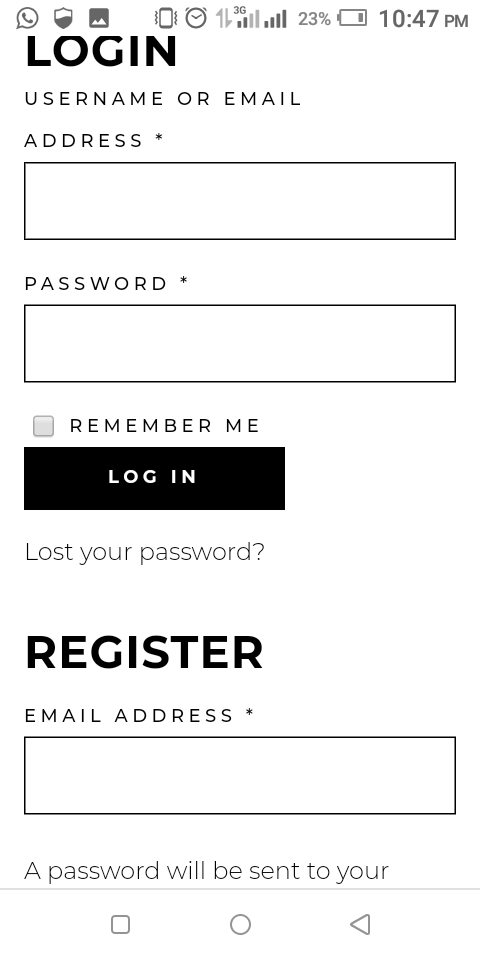 3G 23% 10:47 PM
LOGIN
USERNAME OR EMAIL
ADDRESS *
PASSWORD *
REMEMBER ME
LOG IN
Lost your password?
REGISTER
EMAIL ADDRESS *
A password will be sent to your